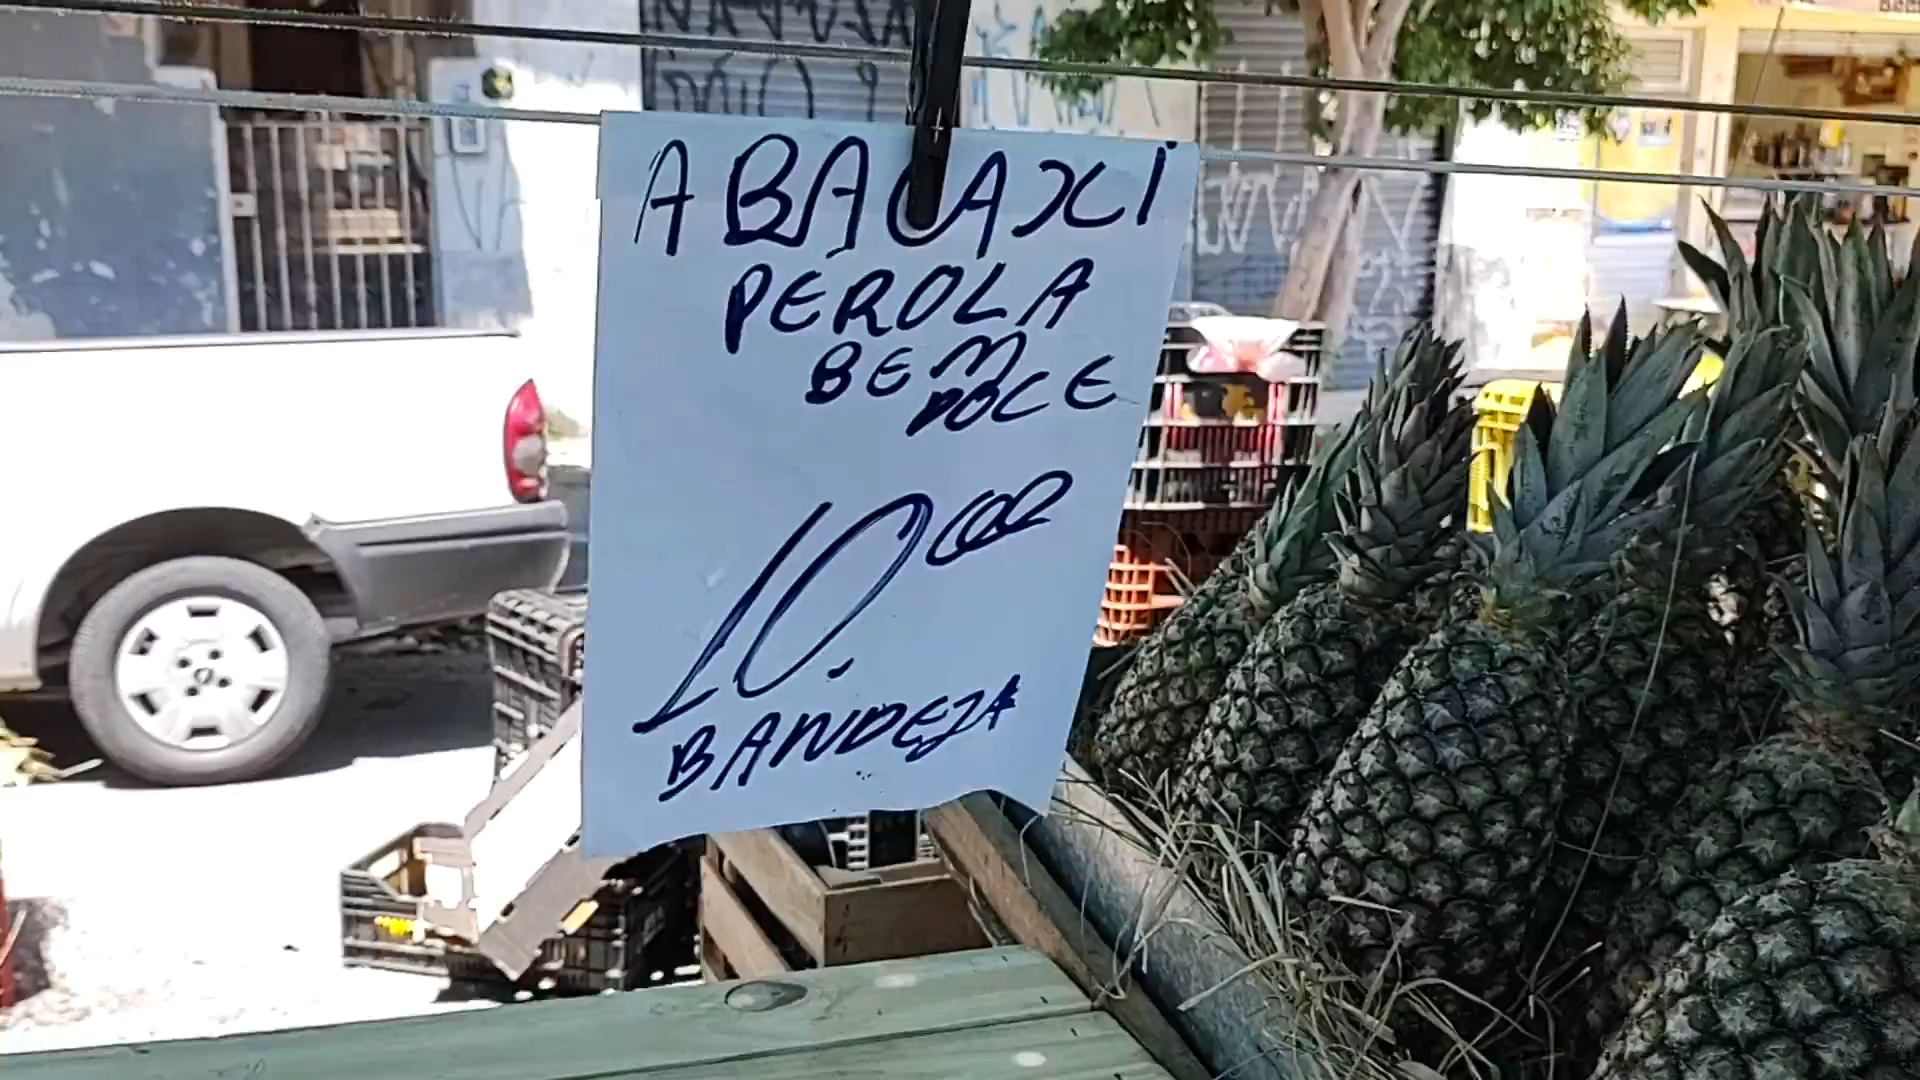 ABACAXI
PEROLA
BEM
DOCE
10.00
BANDEJA